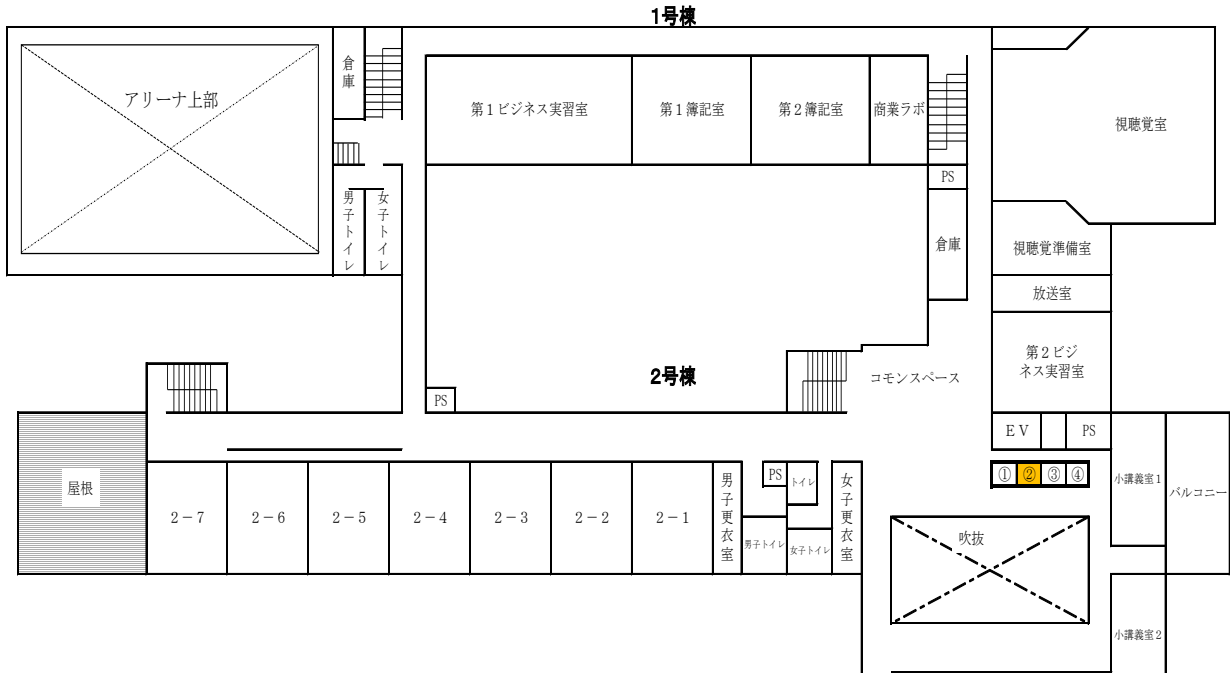 1号棟
アリーナ上部
倉庫
第1ビジネス実習室
第1簿記室
第2簿記室
商業ラボ
視聴覚室
PS
男子トイレ
女子トイレ
倉庫
視聴覚準備室
放送室
第2ビジ
ネス実習室
2号棟
コモンスペース
PS
EV
PS
屋根
2-7
2-6
2-5
2-4
2-3
2-2
2-1
男子更衣室
PS
トイレ
男子トイレ
女子トイレ
女子更衣室
①
②
③
④
小講義室1
バルコニー
吹抜
小講義室2